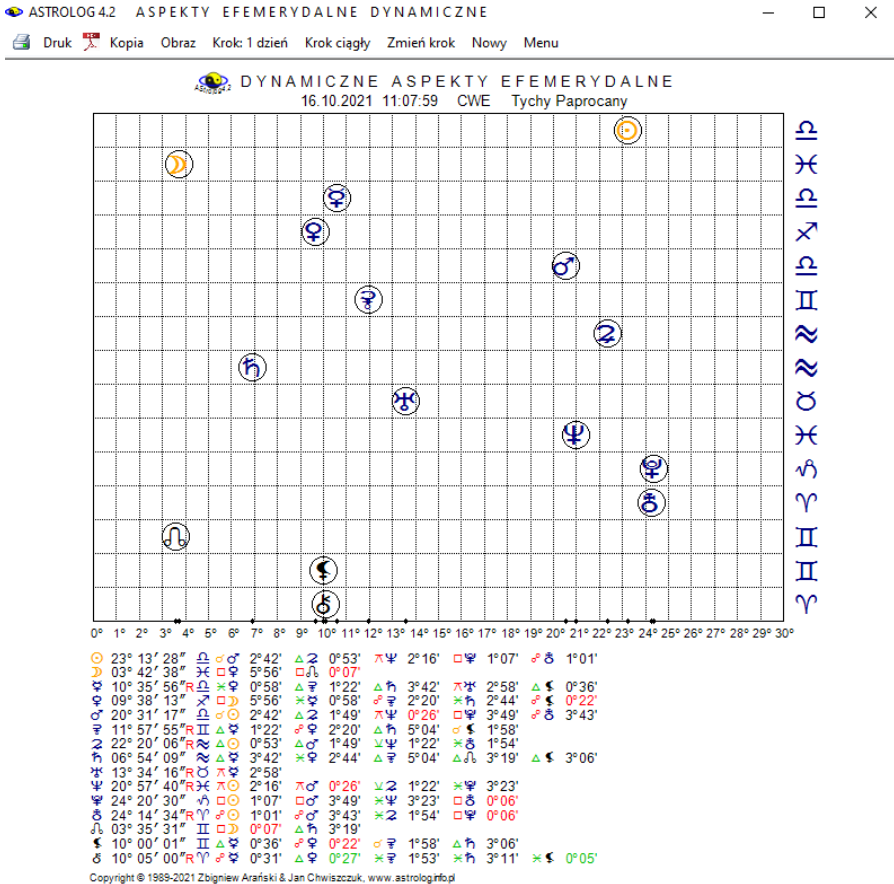 ASTROLOG 4.2 ASPEKTY EFEMERYDALNE DYNAMICZNE
Druk Kopia Obraz Krok: 1 dzień Krok ciągły Zmień krok Nowy Menu
AStrolog4.2 DYNAMICZNE ASPEKTY EFEMERYDALNE
16.10.2021 11:07:59 CWE Tychy Paprocany
♎
♓
♎
♐
♎
♊
♒
♒
♉
♓
♑
♈
♊
♊
♈
0° 1° 2° 3° 4° 5° 6° 7° 8° 9° 10° 11° 12° 13° 14° 15° 16° 17° 18° 19° 20° 21° 22° 23° 24° 25° 26° 27° 28° 29° 30°
23° 13' 28" ♎ 2°42' 0°53' 2°16' 1°07' 1°01'
03° 42' 38" ♓ 5°56' 0°07'
10° 35' 56"R♎ 0°58' 1°22' 3°42' 2°58' 0°36'
09° 38' 13" ♐ 5°56' 0°58' 2°20' 2°44' 0°22'
20° 31' 17" ♎ 2°42' 1°49' 0°26' 3°49' 3°43'
11° 57' 55"R♊ 1°22' 2°20' 5°04' 1°58'
22° 20' 06"R♒ 0°53' 1°49' 1°22' 1°54'
06° 54' 09" ♒ 3°42' 2°44' 5°04' 3°19' 3°06'
13° 34' 16"R♉ 2°58'
20° 57' 40"R♓ 2°16' 0°26' 1°22' 3°23'
24° 20' 30" ♑ 1°07' 3°49' 3°23' 0°06'
24° 14' 34"R♈ 1°01' 3°43' 1°54' 0°06'
03° 35' 31" ♊ 0°07' 3°19'
10° 00' 01" ♊ 0°36' 0°22' 1°58' 3°06'
10° 05' 00"R♈ 0°31' 0°27' 1°53' 3°11' 0°05'
Copyright © 1989-2021 Zbigniew Arański & Jan Chwiszczuk, www.astrolog.info.pl